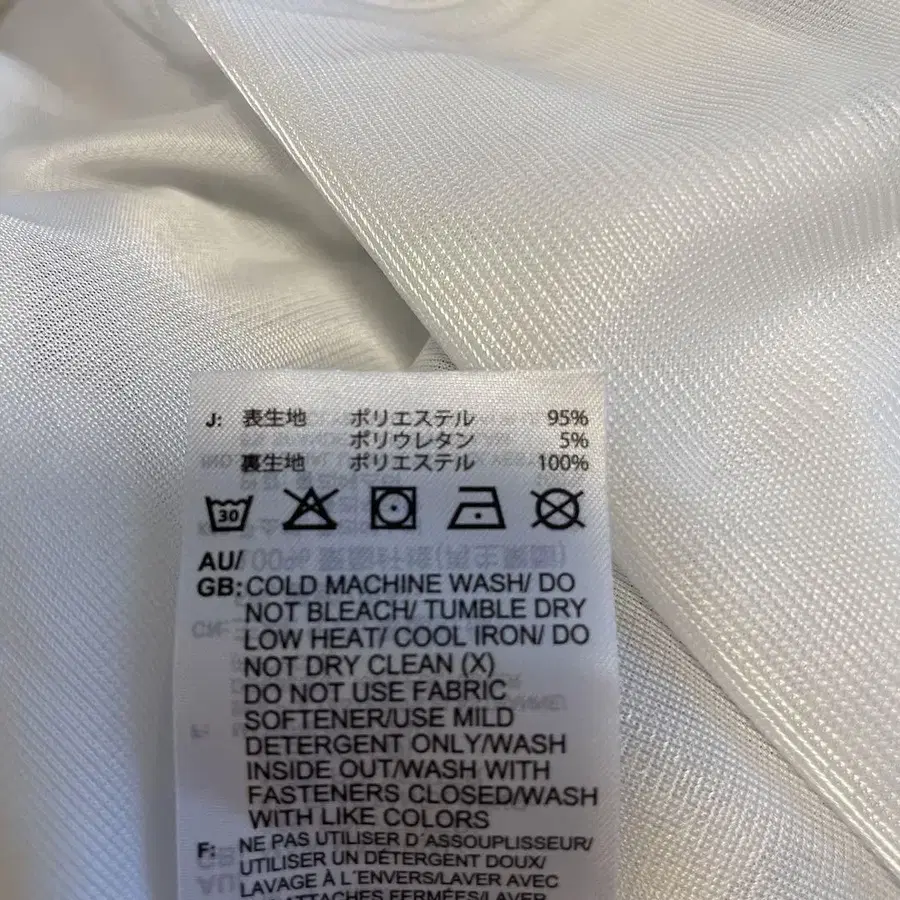 J: 表生地 ポリエステル 95%
ポリウレタン 5%
裏生地 ポリエステル 100%
30
AU/
GB: COLD MACHINE WASH/ DO
NOT BLEACH/ TUMBLE DRY
LOW HEAT/ COOL IRON/ DO
NOT DRY CLEAN (X)
DO NOT USE FABRIC
SOFTENER/USE MILD
DETERGENT ONLY/WASH
INSIDE OUT/WASH WITH
FASTENERS CLOSED/WASH
WITH LIKE COLORS
F: NE PAS UTILISER D´ASSOUPLISSEUR/
UTILISER UN DÉTERGENT DOUX/
LAVAGE À L´ENVERS/LAVER AVEC
ATTACHES FERMÉES/LAVER